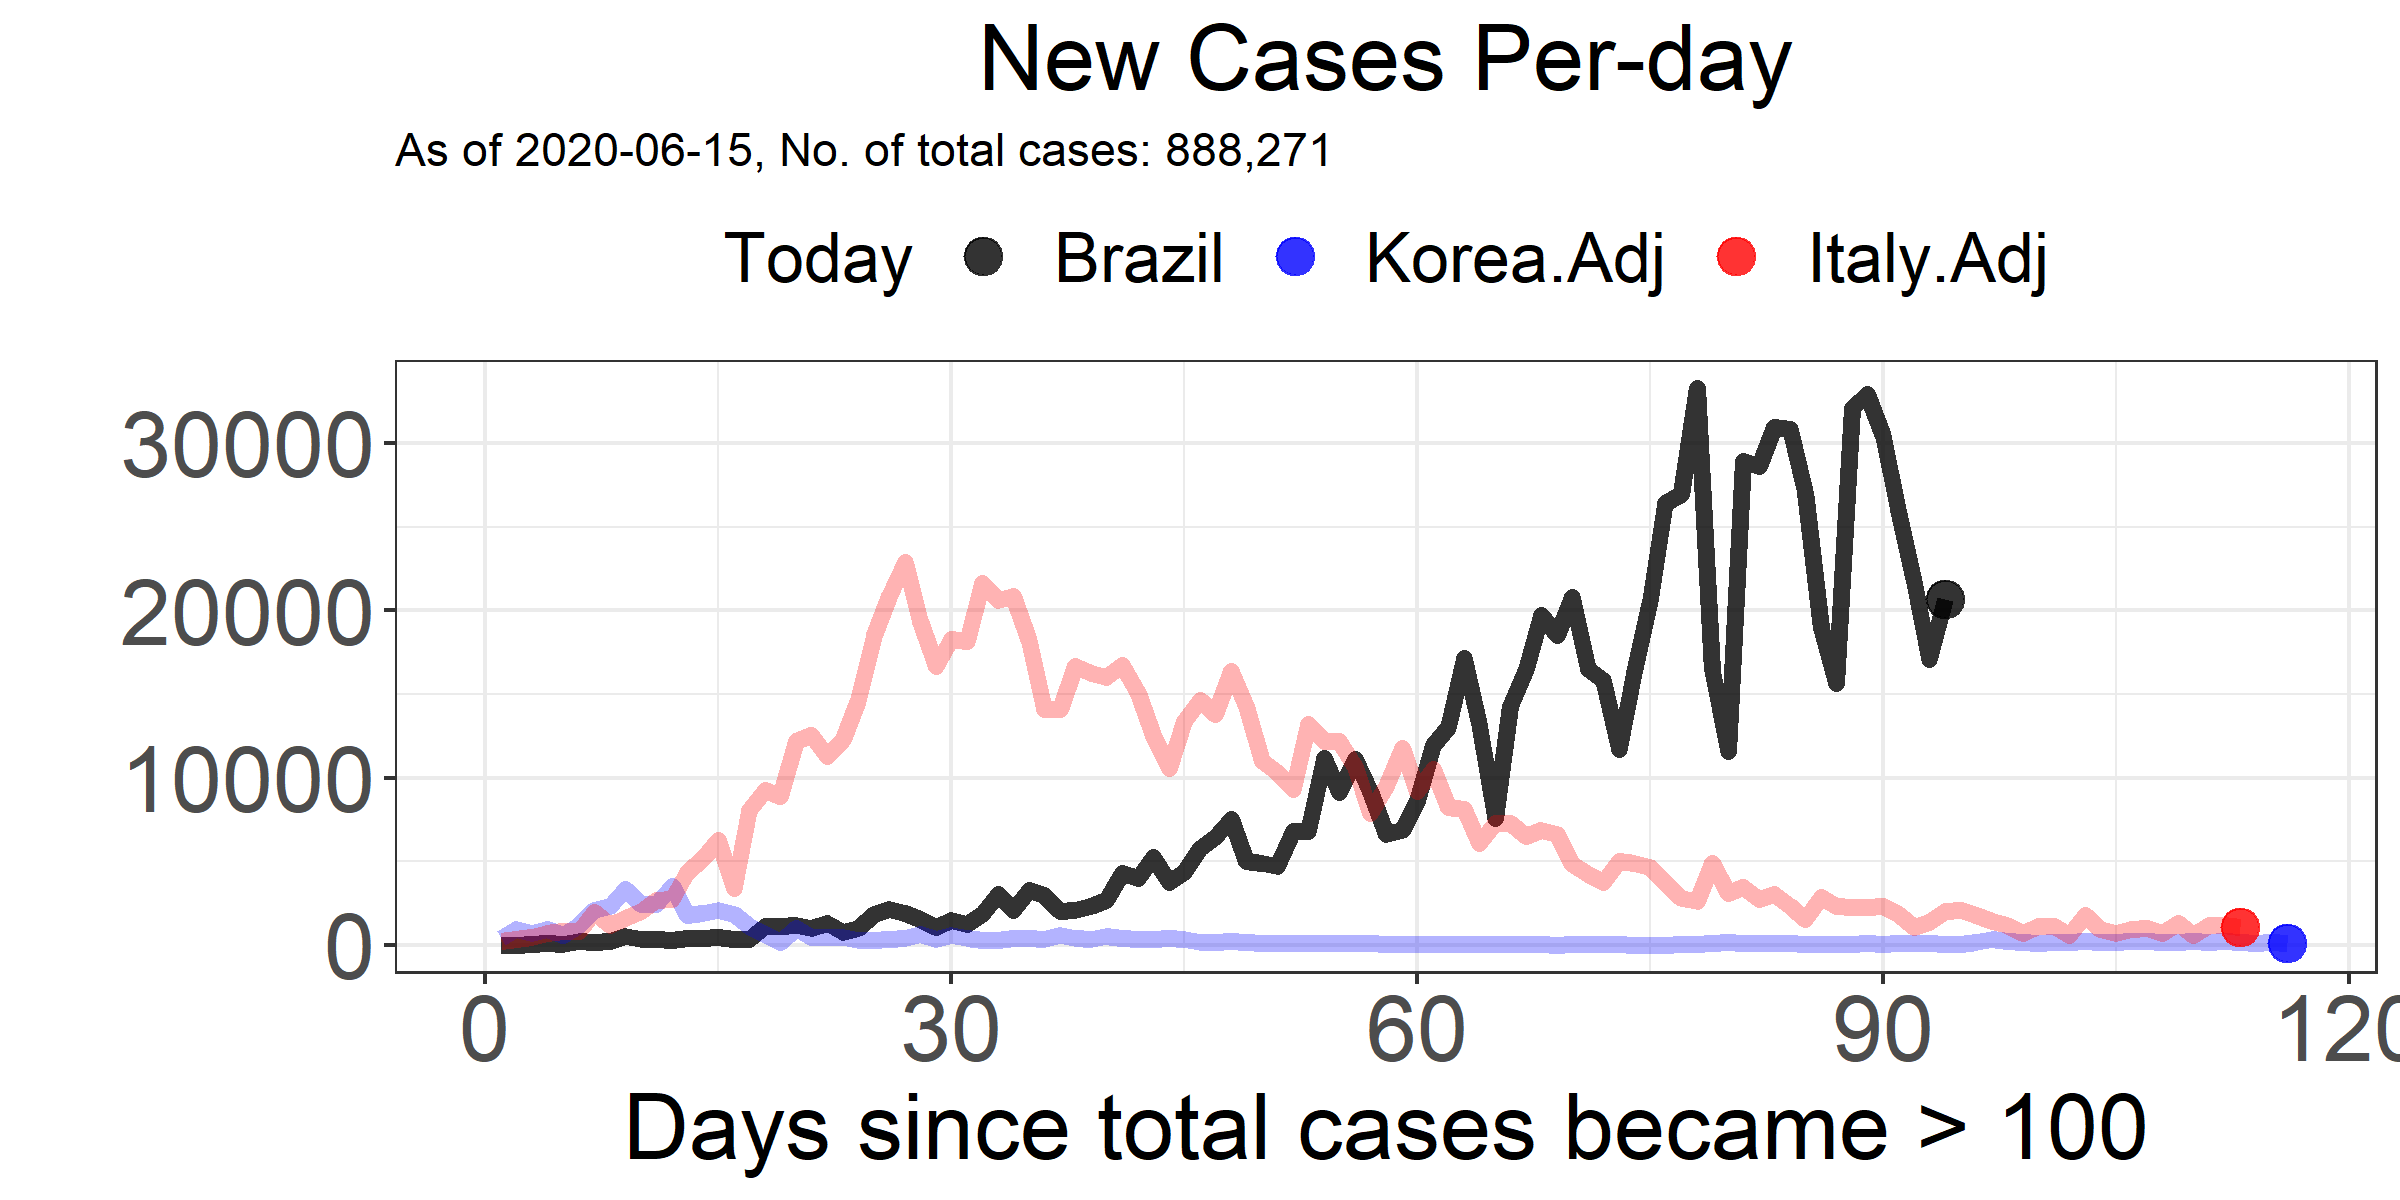 New Cases Per-day
As of 2020-06-15, No. of total cases: 888,271
Today Brazil Korea.Adj Italy.Adj
30000
20000
10000
0
0 30 60 90 120
Days since total cases became > 100